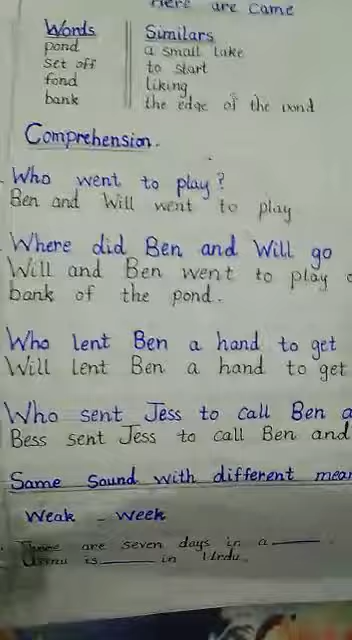 Here are came
Words Similars
pond a small lake
set off to start
fond liking
bank the edge of the pond
Comprehension.
Who went to play?
Ben and Will went to play
Where did Ben and Will go
Will and Ben went to play
bank of the pond.
Who lent Ben a hand to get
Will lent Ben a hand to get
Who sent Jess to call Ben a
Bess sent Jess to call Ben and
Same Sound with different mean
Weak - Week
There are seven days in a ____.
is ____ in Urdu.